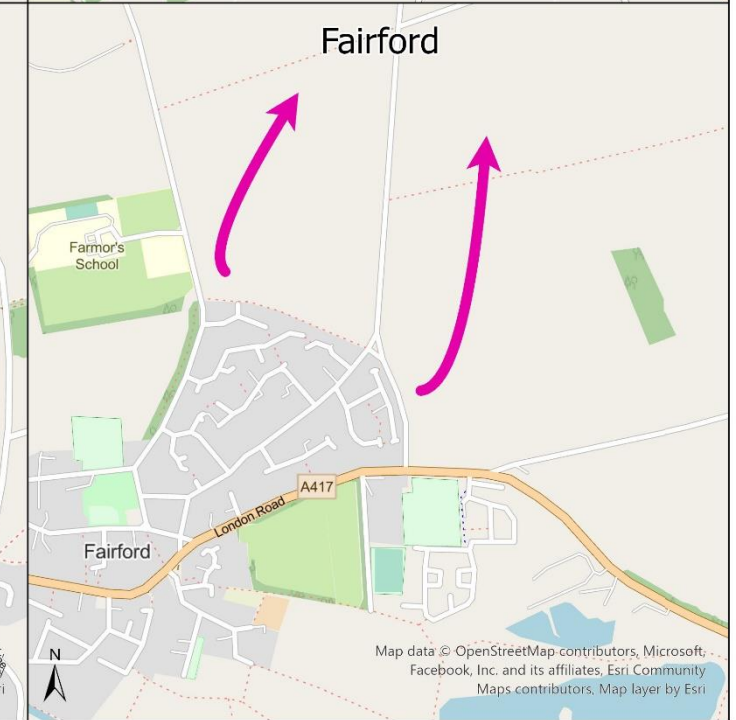 Fairford
Farmor's
School
A417
London Road
Fairford
N
Map data © OpenStreetMap contributors, Microsoft,
Facebook, Inc. and its affiliates, Esri Community
Maps contributors, Map layer by Esri
ri